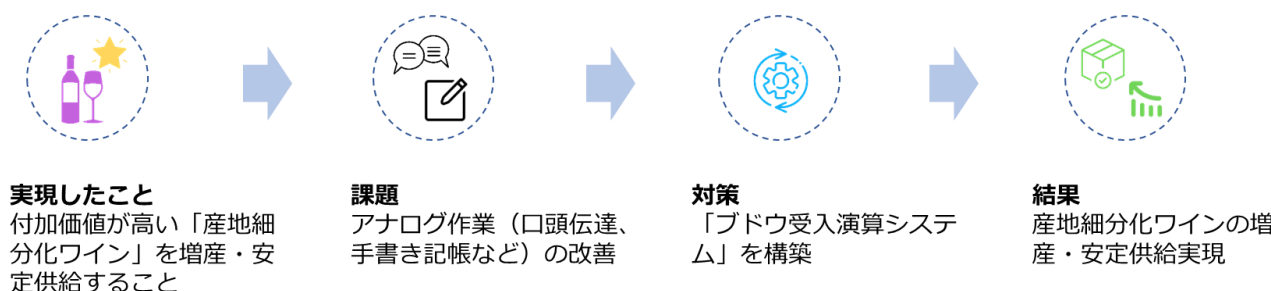 実現したこと
付加価値が高い「産地細
分化ワイン」を増産・安
定供給すること
課題
アナログ作業（口頭伝達、
手書き記帳など）の改善
対策
「ブドウ受入演算システ
ム」を構築
結果
産地細分化ワインの増
産・安定供給実現